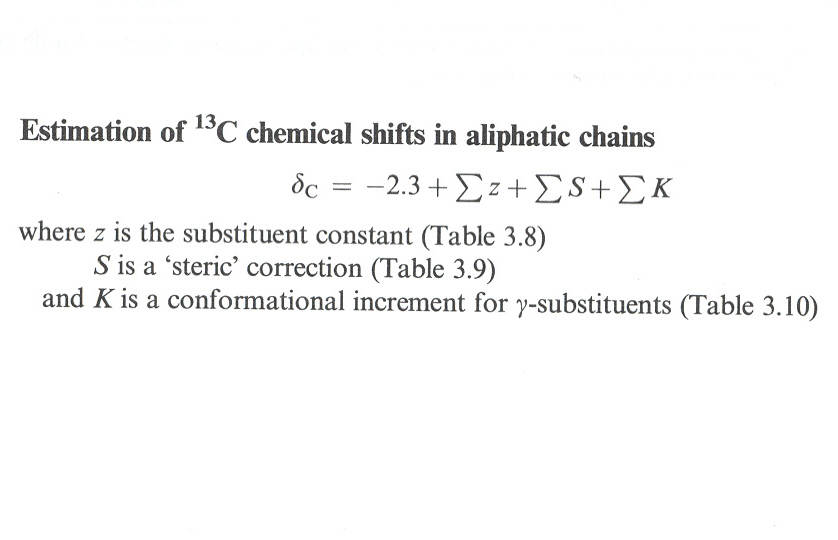 Estimation of ¹³C chemical shifts in aliphatic chains
δC = −2.3 + ∑ z + ∑ S + ∑ K
where z is the substituent constant (Table 3.8)
S is a ‘steric’ correction (Table 3.9)
and K is a conformational increment for γ-substituents (Table 3.10)